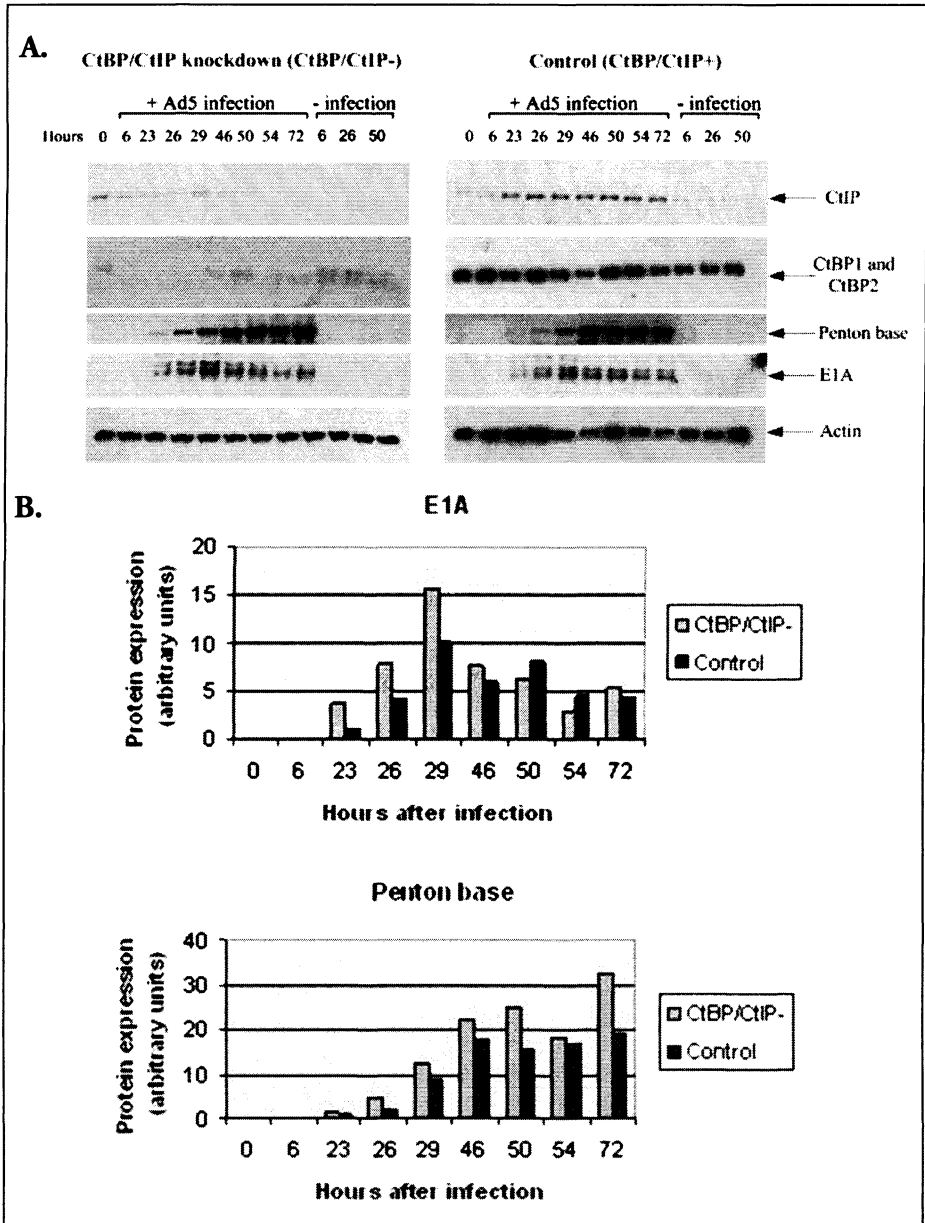 A.
CtBP/CtIP knockdown (CtBP/CtIP-) Control (CtBP/CtIP+)
+ Ad5 infection - infection + Ad5 infection - infection
Hours 0 6 23 26 29 46 50 54 72 6 26 50 0 6 23 26 29 46 50 54 72 6 26 50
CtIP
CtBP1 and
CtBP2
Penton base
E1A
Actin
B.
E1A
Protein expression
(arbitrary units)
20
15
10
5
0
0 6 23 26 29 46 50 54 72
Hours after infection
CtBP/CtIP-
Control
Penton base
Protein expression
(arbitrary units)
40
30
20
10
0
0 6 23 26 29 46 50 54 72
Hours after infection
CtBP/CtIP-
Control